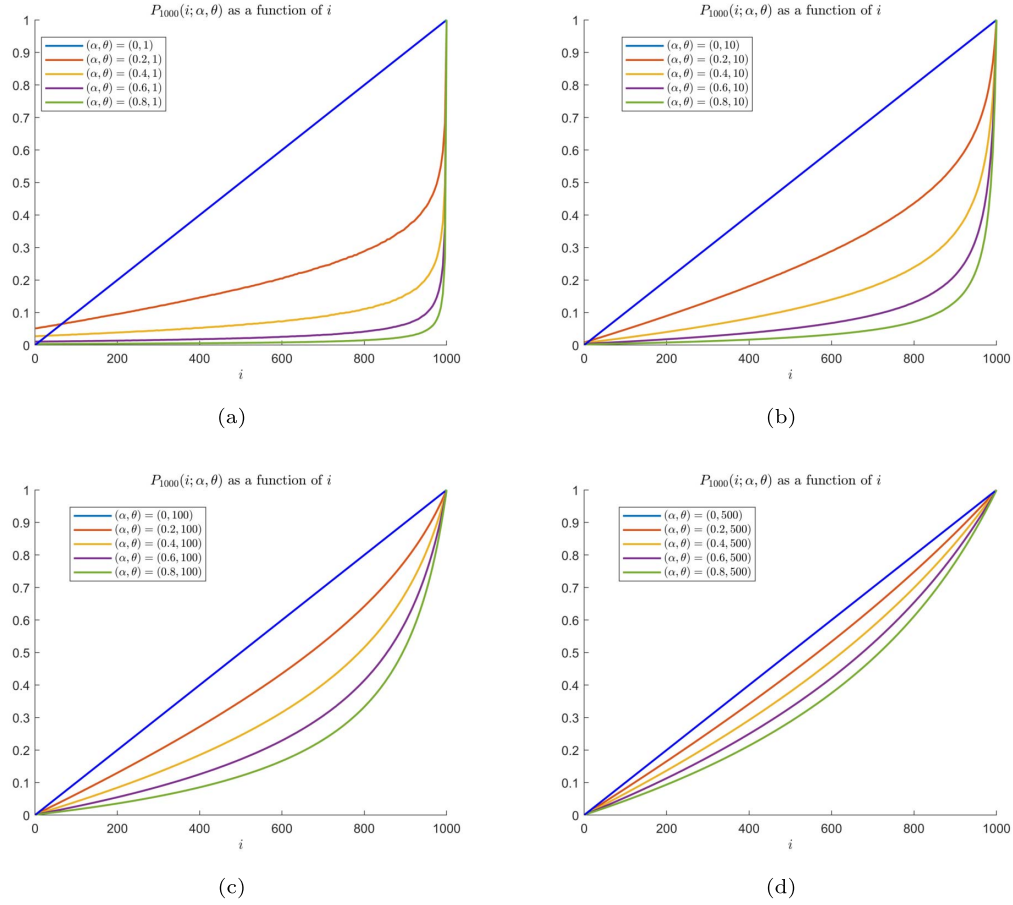 P₁₀₀₀(i; α, θ) as a function of i
(α, θ) = (0, 1)
(α, θ) = (0.2, 1)
(α, θ) = (0.4, 1)
(α, θ) = (0.6, 1)
(α, θ) = (0.8, 1)
1
0.9
0.8
0.7
0.6
0.5
0.4
0.3
0.2
0.1
0
0 200 400 600 800 1000
i
(a)
P₁₀₀₀(i; α, θ) as a function of i
(α, θ) = (0, 10)
(α, θ) = (0.2, 10)
(α, θ) = (0.4, 10)
(α, θ) = (0.6, 10)
(α, θ) = (0.8, 10)
1
0.9
0.8
0.7
0.6
0.5
0.4
0.3
0.2
0.1
0
0 200 400 600 800 1000
i
(b)
P₁₀₀₀(i; α, θ) as a function of i
(α, θ) = (0, 100)
(α, θ) = (0.2, 100)
(α, θ) = (0.4, 100)
(α, θ) = (0.6, 100)
(α, θ) = (0.8, 100)
1
0.9
0.8
0.7
0.6
0.5
0.4
0.3
0.2
0.1
0
0 200 400 600 800 1000
i
(c)
P₁₀₀₀(i; α, θ) as a function of i
(α, θ) = (0, 500)
(α, θ) = (0.2, 500)
(α, θ) = (0.4, 500)
(α, θ) = (0.6, 500)
(α, θ) = (0.8, 500)
1
0.9
0.8
0.7
0.6
0.5
0.4
0.3
0.2
0.1
0
0 200 400 600 800 1000
i
(d)